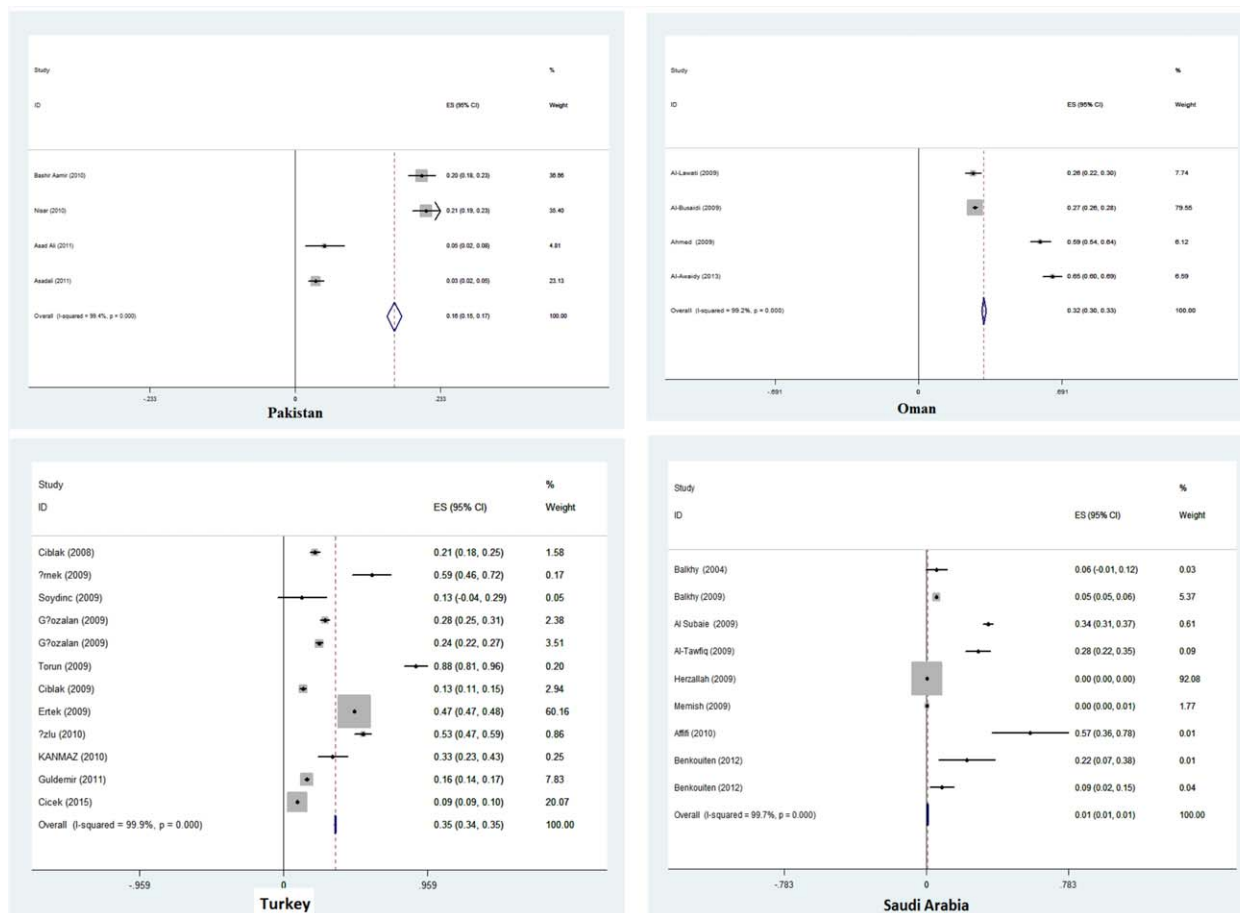 Study %
ID ES (95% CI) Weight
Bashir Aamir (2010) 0.20 (0.18, 0.23) 36.66
Nisar (2010) 0.21 (0.19, 0.23) 35.40
Asad Ali (2011) 0.05 (0.02, 0.08) 4.81
Asadali (2011) 0.03 (0.02, 0.05) 23.13
Overall (I-squared = 99.4%, p = 0.000) 0.16 (0.15, 0.17) 100.00
-.233 0 .233
Pakistan
Study %
ID ES (95% CI) Weight
Al-Lawati (2009) 0.26 (0.22, 0.30) 7.74
Al-Busaidi (2009) 0.27 (0.26, 0.28) 79.55
Ahmed (2009) 0.59 (0.54, 0.64) 6.12
Al-Awaidy (2013) 0.65 (0.60, 0.69) 6.59
Overall (I-squared = 99.2%, p = 0.000) 0.32 (0.30, 0.33) 100.00
-.691 0 .691
Oman
Study %
ID ES (95% CI) Weight
Ciblak (2008) 0.21 (0.18, 0.25) 1.58
?rnek (2009) 0.59 (0.46, 0.72) 0.17
Soydinc (2009) 0.13 (-0.04, 0.29) 0.05
G?ozalan (2009) 0.28 (0.25, 0.31) 2.38
G?ozalan (2009) 0.24 (0.22, 0.27) 3.51
Torun (2009) 0.88 (0.81, 0.96) 0.20
Ciblak (2009) 0.13 (0.11, 0.15) 2.94
Ertek (2009) 0.47 (0.47, 0.48) 60.16
?zlu (2010) 0.53 (0.47, 0.59) 0.86
KANMAZ (2010) 0.33 (0.23, 0.43) 0.25
Guldemir (2011) 0.16 (0.14, 0.17) 7.83
Cicek (2015) 0.09 (0.09, 0.10) 20.07
Overall (I-squared = 99.9%, p = 0.000) 0.35 (0.34, 0.35) 100.00
-.959 0 .959
Turkey
Study %
ID ES (95% CI) Weight
Balkhy (2004) 0.06 (-0.01, 0.12) 0.03
Balkhy (2009) 0.05 (0.05, 0.06) 5.37
Al Subaie (2009) 0.34 (0.31, 0.37) 0.61
Al-Tawfiq (2009) 0.28 (0.22, 0.35) 0.09
Herzallah (2009) 0.00 (0.00, 0.00) 92.08
Memish (2009) 0.00 (0.00, 0.01) 1.77
Affifi (2010) 0.57 (0.36, 0.78) 0.01
Benkouiten (2012) 0.22 (0.07, 0.38) 0.01
Benkouiten (2012) 0.09 (0.02, 0.15) 0.04
Overall (I-squared = 99.7%, p = 0.000) 0.01 (0.01, 0.01) 100.00
-.783 0 .783
Saudi Arabia